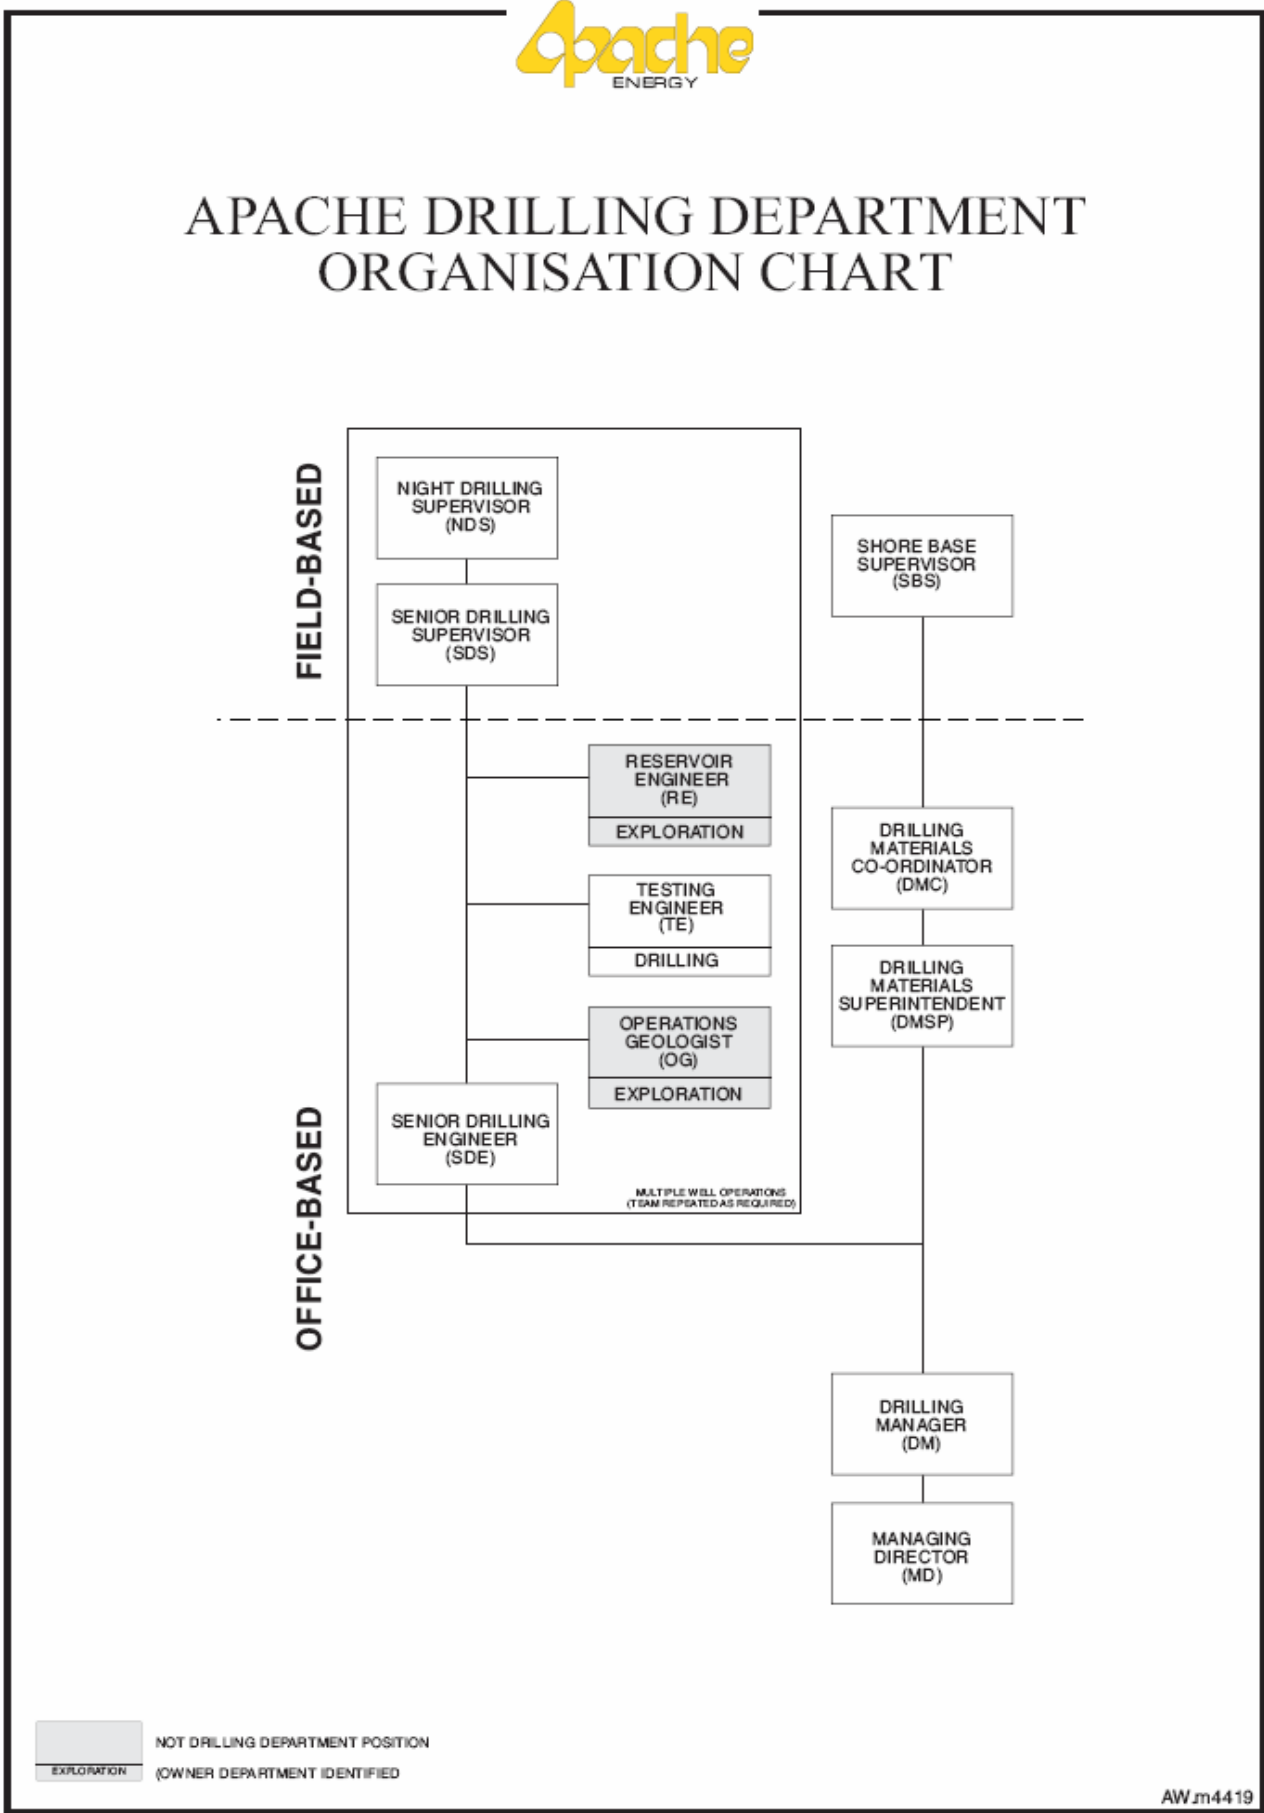 Apache
ENERGY
APACHE DRILLING DEPARTMENT
ORGANISATION CHART
FIELD-BASED
NIGHT DRILLING
SUPERVISOR
(NDS)
SENIOR DRILLING
SUPERVISOR
(SDS)
SHORE BASE
SUPERVISOR
(SBS)
RESERVOIR
ENGINEER
(RE)
EXPLORATION
TESTING
ENGINEER
(TE)
DRILLING
OPERATIONS
GEOLOGIST
(OG)
EXPLORATION
DRILLING
MATERIALS
CO-ORDINATOR
(DMC)
DRILLING
MATERIALS
SUPERINTENDENT
(DMSP)
OFFICE-BASED
SENIOR DRILLING
ENGINEER
(SDE)
MULTIPLE WELL OPERATIONS
(TEAM REPEATED AS REQUIRED)
DRILLING
MANAGER
(DM)
MANAGING
DIRECTOR
(MD)
NOT DRILLING DEPARTMENT POSITION
EXPLORATION
(OWNER DEPARTMENT IDENTIFIED
AW.m4419